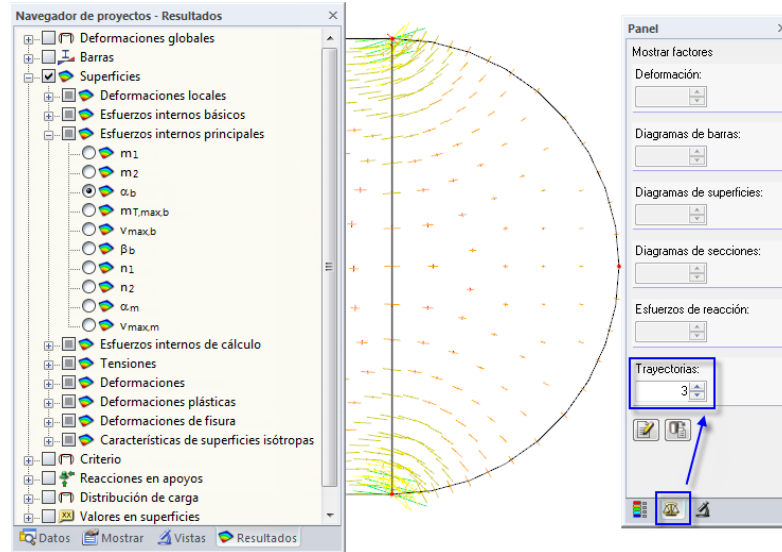 Navegador de proyectos - Resultados
Deformaciones globales
Barras
Superficies
Deformaciones locales
Esfuerzos internos básicos
Esfuerzos internos principales
m1
m2
αb
mT,max,b
vmax,b
βb
n1
n2
αm
vmax,m
Esfuerzos internos de cálculo
Tensiones
Deformaciones
Deformaciones plásticas
Deformaciones de fisura
Características de superficies isótropas
Criterio
Reacciones en apoyos
Distribución de carga
Valores en superficies
Datos Mostrar Vistas Resultados
Panel
Mostrar factores
Deformación:
Diagramas de barras:
Diagramas de superficies:
Diagramas de secciones:
Esfuerzos de reacción:
Trayectorias:
3